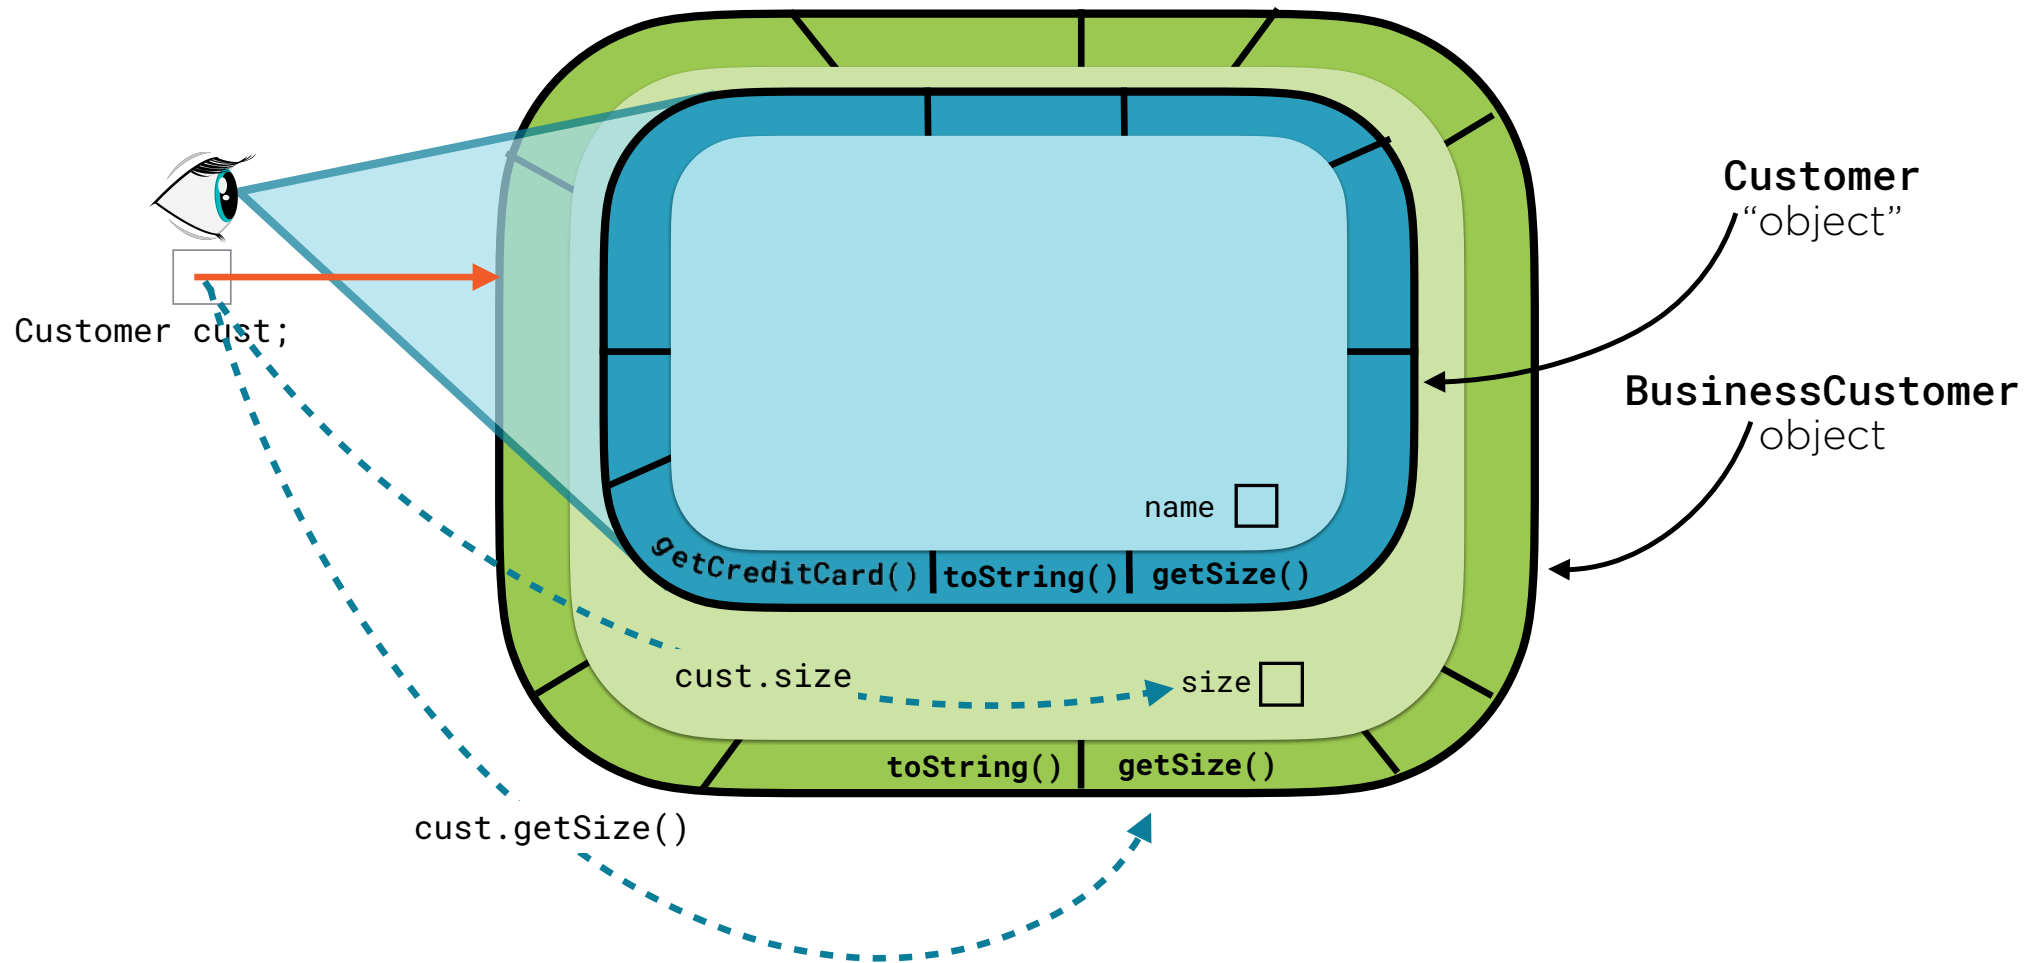 Customer
“object”
Customer cust;
BusinessCustomer
object
name
getCreditCard()
toString()
getSize()
cust.size
size
toString()
getSize()
cust.getSize()